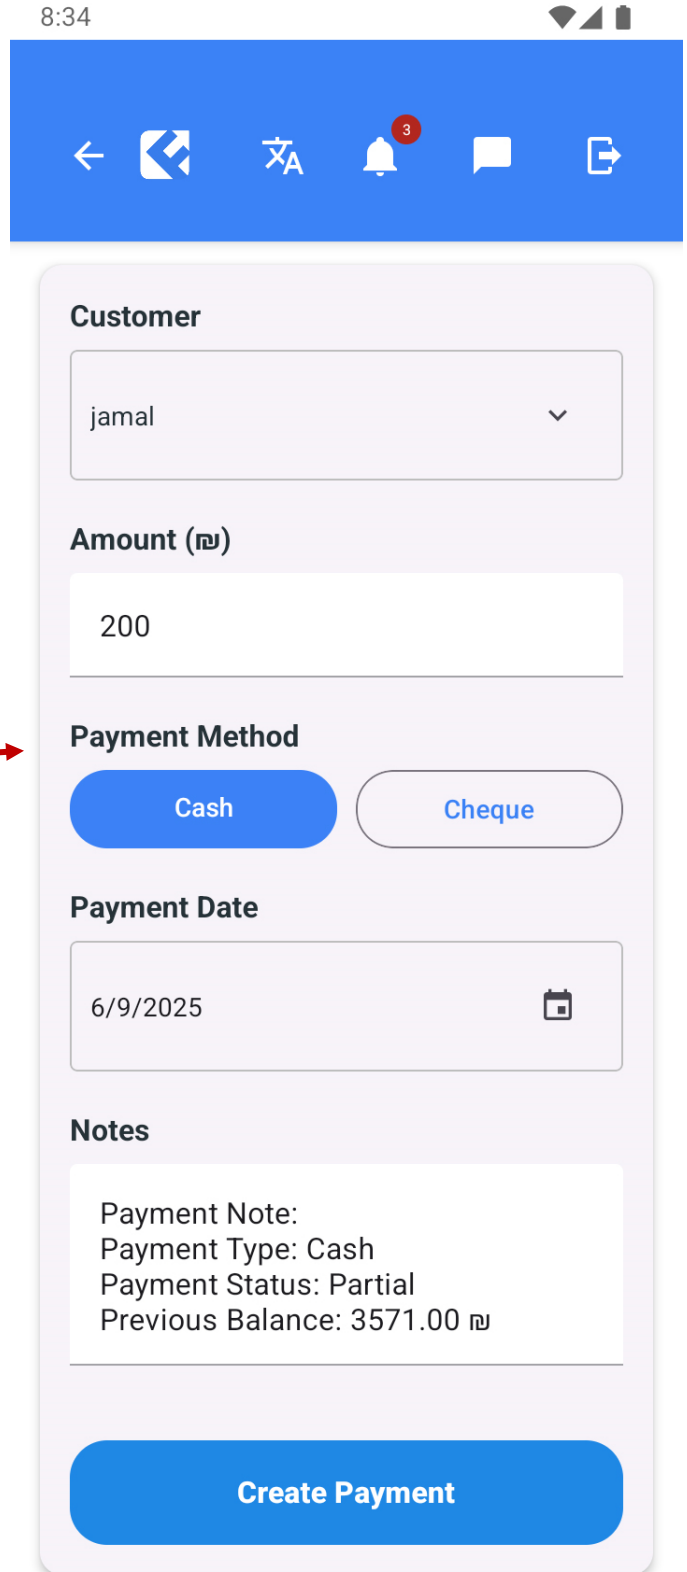 8:34
3
Customer
jamal
Amount (₪)
200
Payment Method
Cash
Cheque
Payment Date
6/9/2025
Notes
Payment Note:
Payment Type: Cash
Payment Status: Partial
Previous Balance: 3571.00 ₪
Create Payment